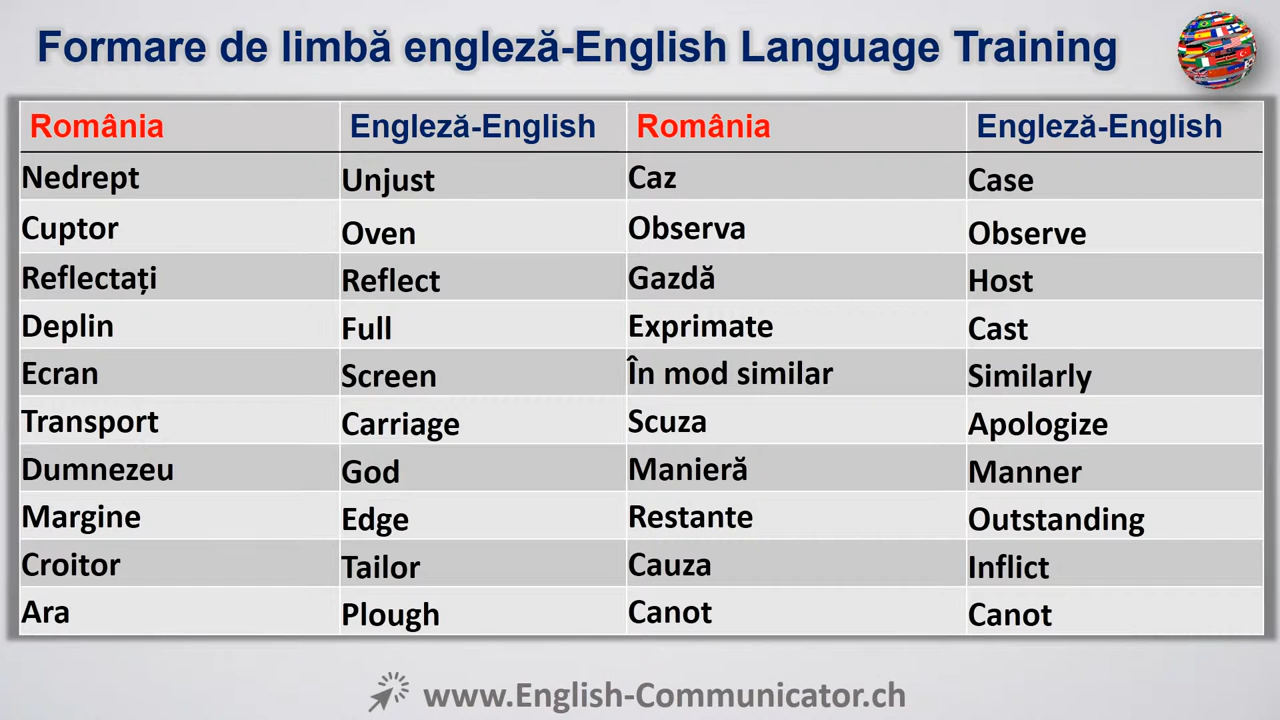 Formare de limbă engleză-English Language Training
România Engleză-English România Engleză-English
Nedrept Unjust Caz Case
Cuptor Oven Observa Observe
Reflectați Reflect Gazdă Host
Deplin Full Exprimate Cast
Ecran Screen În mod similar Similarly
Transport Carriage Scuza Apologize
Dumnezeu God Manieră Manner
Margine Edge Restante Outstanding
Croitor Tailor Cauza Inflict
Ara Plough Canot Canot
www.English-Communicator.ch